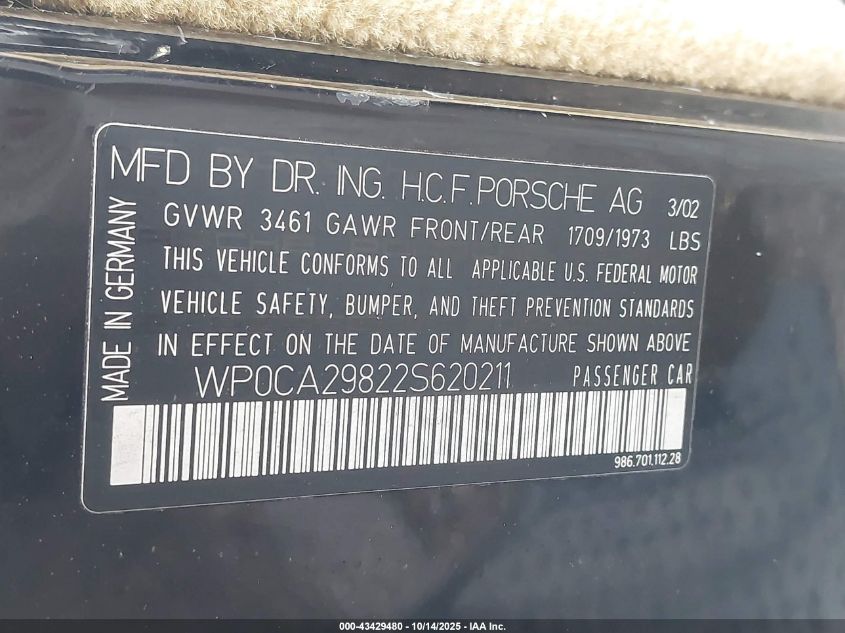 MFD BY DR. ING. H.C.F.PORSCHE AG 3/02
GVWR 3461 GAWR FRONT/REAR 1709/1973 LBS
THIS VEHICLE CONFORMS TO ALL APPLICABLE U.S. FEDERAL MOTOR
VEHICLE SAFETY, BUMPER, AND THEFT PREVENTION STANDARDS
IN EFFECT ON THE DATE OF MANUFACTURE SHOWN ABOVE
WP0CA29822S620211 PASSENGER CAR
986.701.112.28
MADE IN GERMANY
000-43429480 - 10/14/2025 - IAA Inc.